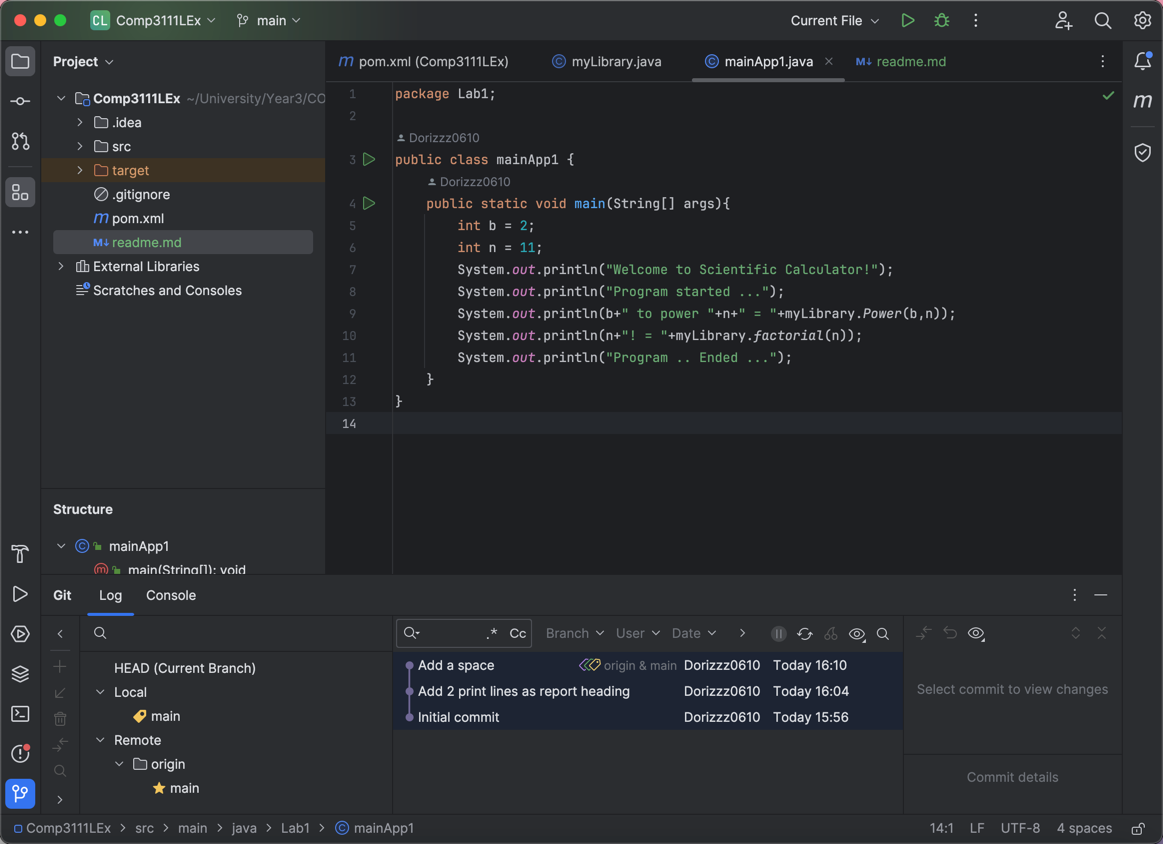 CL Comp3111LEx main Current File
Project
Comp3111LEx ~/University/Year3/CO
.idea
src
target
.gitignore
m pom.xml
M↓ readme.md
External Libraries
Scratches and Consoles
m pom.xml (Comp3111LEx) © myLibrary.java © mainApp1.java M↓ readme.md
m
1 package Lab1;
2
Dorizzz0610
3 public class mainApp1 {
Dorizzz0610
4 public static void main(String[] args){
5 int b = 2;
6 int n = 11;
7 System.out.println("Welcome to Scientific Calculator!");
8 System.out.println("Program started ...");
9 System.out.println(b+" to power "+n+" = "+myLibrary.Power(b,n));
10 System.out.println(n+"! = "+myLibrary.factorial(n));
11 System.out.println("Program .. Ended ...");
12 }
13 }
14
Structure
© mainApp1
m main(String[]): void
Git Log Console
HEAD (Current Branch)
Local
main
Remote
origin
main
.* Cc Branch User Date
Add a space origin & main Dorizzz0610 Today 16:10
Add 2 print lines as report heading Dorizzz0610 Today 16:04
Initial commit Dorizzz0610 Today 15:56
Select commit to view changes
Commit details
Comp3111LEx > src > main > java > Lab1 > © mainApp1 14:1 LF UTF-8 4 spaces